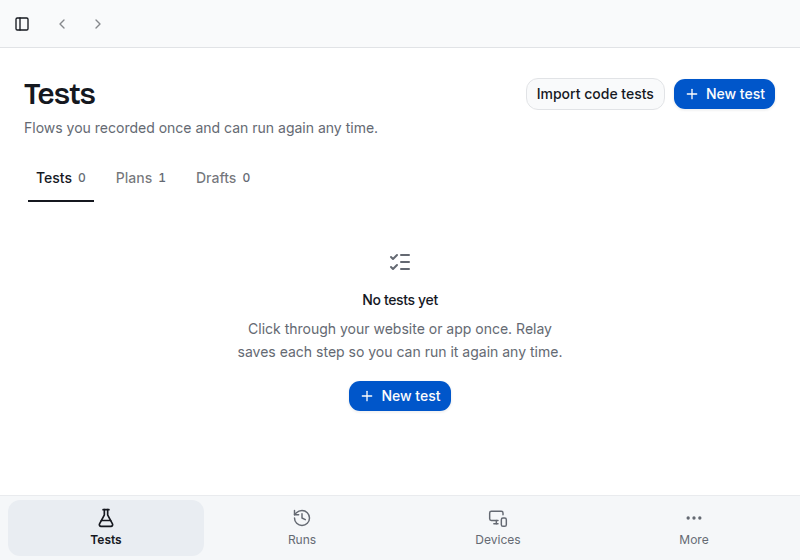 Tests
Import code tests
New test
Flows you recorded once and can run again any time.
Tests 0
Plans 1
Drafts 0
No tests yet
Click through your website or app once. Relay
saves each step so you can run it again any time.
New test
Tests
Runs
Devices
More